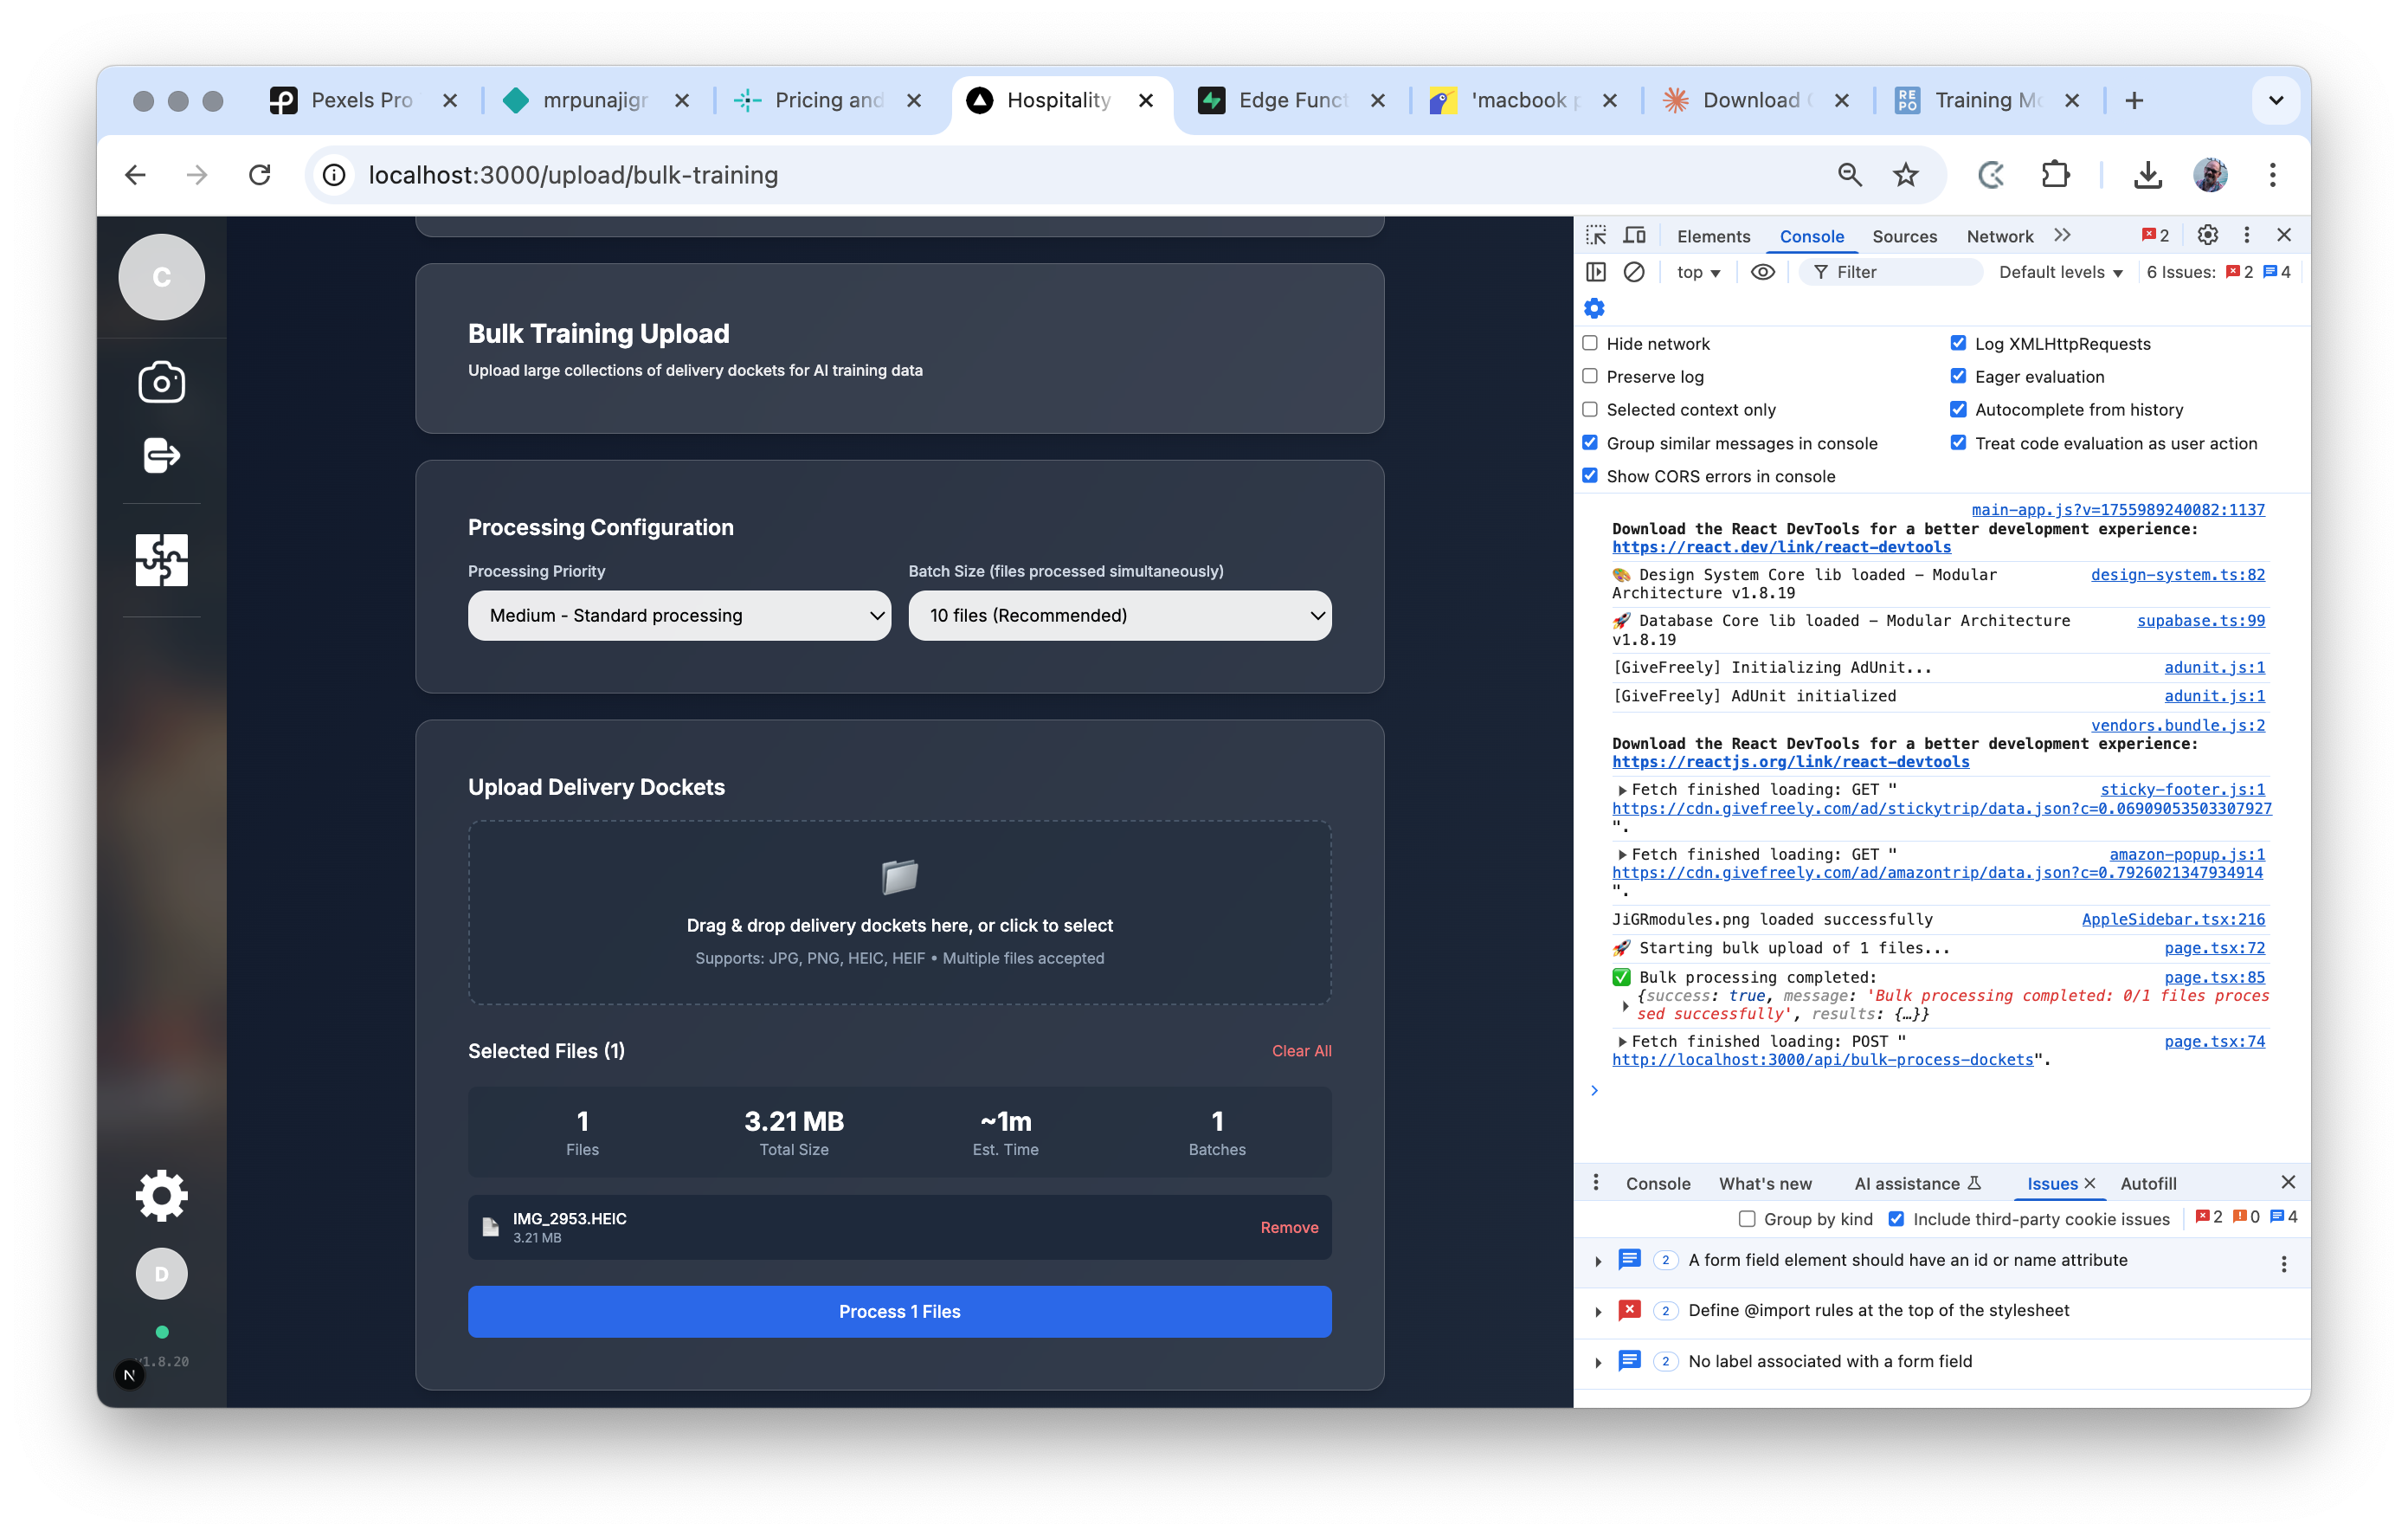 Pexels Pro
mrpunajigr
Pricing and
Hospitality
Edge Funct
'macbook p
Download
REPO
Training Mo
localhost:3000/upload/bulk-training
C
Bulk Training Upload
Upload large collections of delivery dockets for AI training data
Processing Configuration
Processing Priority
Batch Size (files processed simultaneously)
Medium - Standard processing
10 files (Recommended)
Upload Delivery Dockets
Drag & drop delivery dockets here, or click to select
Supports: JPG, PNG, HEIC, HEIF • Multiple files accepted
Selected Files (1)
Clear All
1
Files
3.21 MB
Total Size
~1m
Est. Time
1
Batches
IMG_2953.HEIC
3.21 MB
Remove
Process 1 Files
D
v1.8.20
N
Elements
Console
Sources
Network
2
top
Filter
Default levels
6 Issues:
2
4
Hide network
Log XMLHttpRequests
Preserve log
Eager evaluation
Selected context only
Autocomplete from history
Group similar messages in console
Treat code evaluation as user action
Show CORS errors in console
main-app.js?v=1755989240082:1137
Download the React DevTools for a better development experience:
https://react.dev/link/react-devtools
🎨 Design System Core lib loaded – Modular design-system.ts:82
Architecture v1.8.19
🚀 Database Core lib loaded – Modular Architecture supabase.ts:99
v1.8.19
[GiveFreely] Initializing AdUnit... adunit.js:1
[GiveFreely] AdUnit initialized adunit.js:1
vendors.bundle.js:2
Download the React DevTools for a better development experience:
https://reactjs.org/link/react-devtools
Fetch finished loading: GET " sticky-footer.js:1
https://cdn.givefreely.com/ad/stickytrip/data.json?c=0.06909053503307927
".
Fetch finished loading: GET " amazon-popup.js:1
https://cdn.givefreely.com/ad/amazontrip/data.json?c=0.7926021347934914
".
JiGRmodules.png loaded successfully AppleSidebar.tsx:216
🚀 Starting bulk upload of 1 files... page.tsx:72
✅ Bulk processing completed: page.tsx:85
{success: true, message: 'Bulk processing completed: 0/1 files proces
sed successfully', results: {…}}
Fetch finished loading: POST " page.tsx:74
http://localhost:3000/api/bulk-process-dockets".
Console
What's new
AI assistance
Issues
Autofill
Group by kind
Include third-party cookie issues
2
0
4
2 A form field element should have an id or name attribute
2 Define @import rules at the top of the stylesheet
2 No label associated with a form field